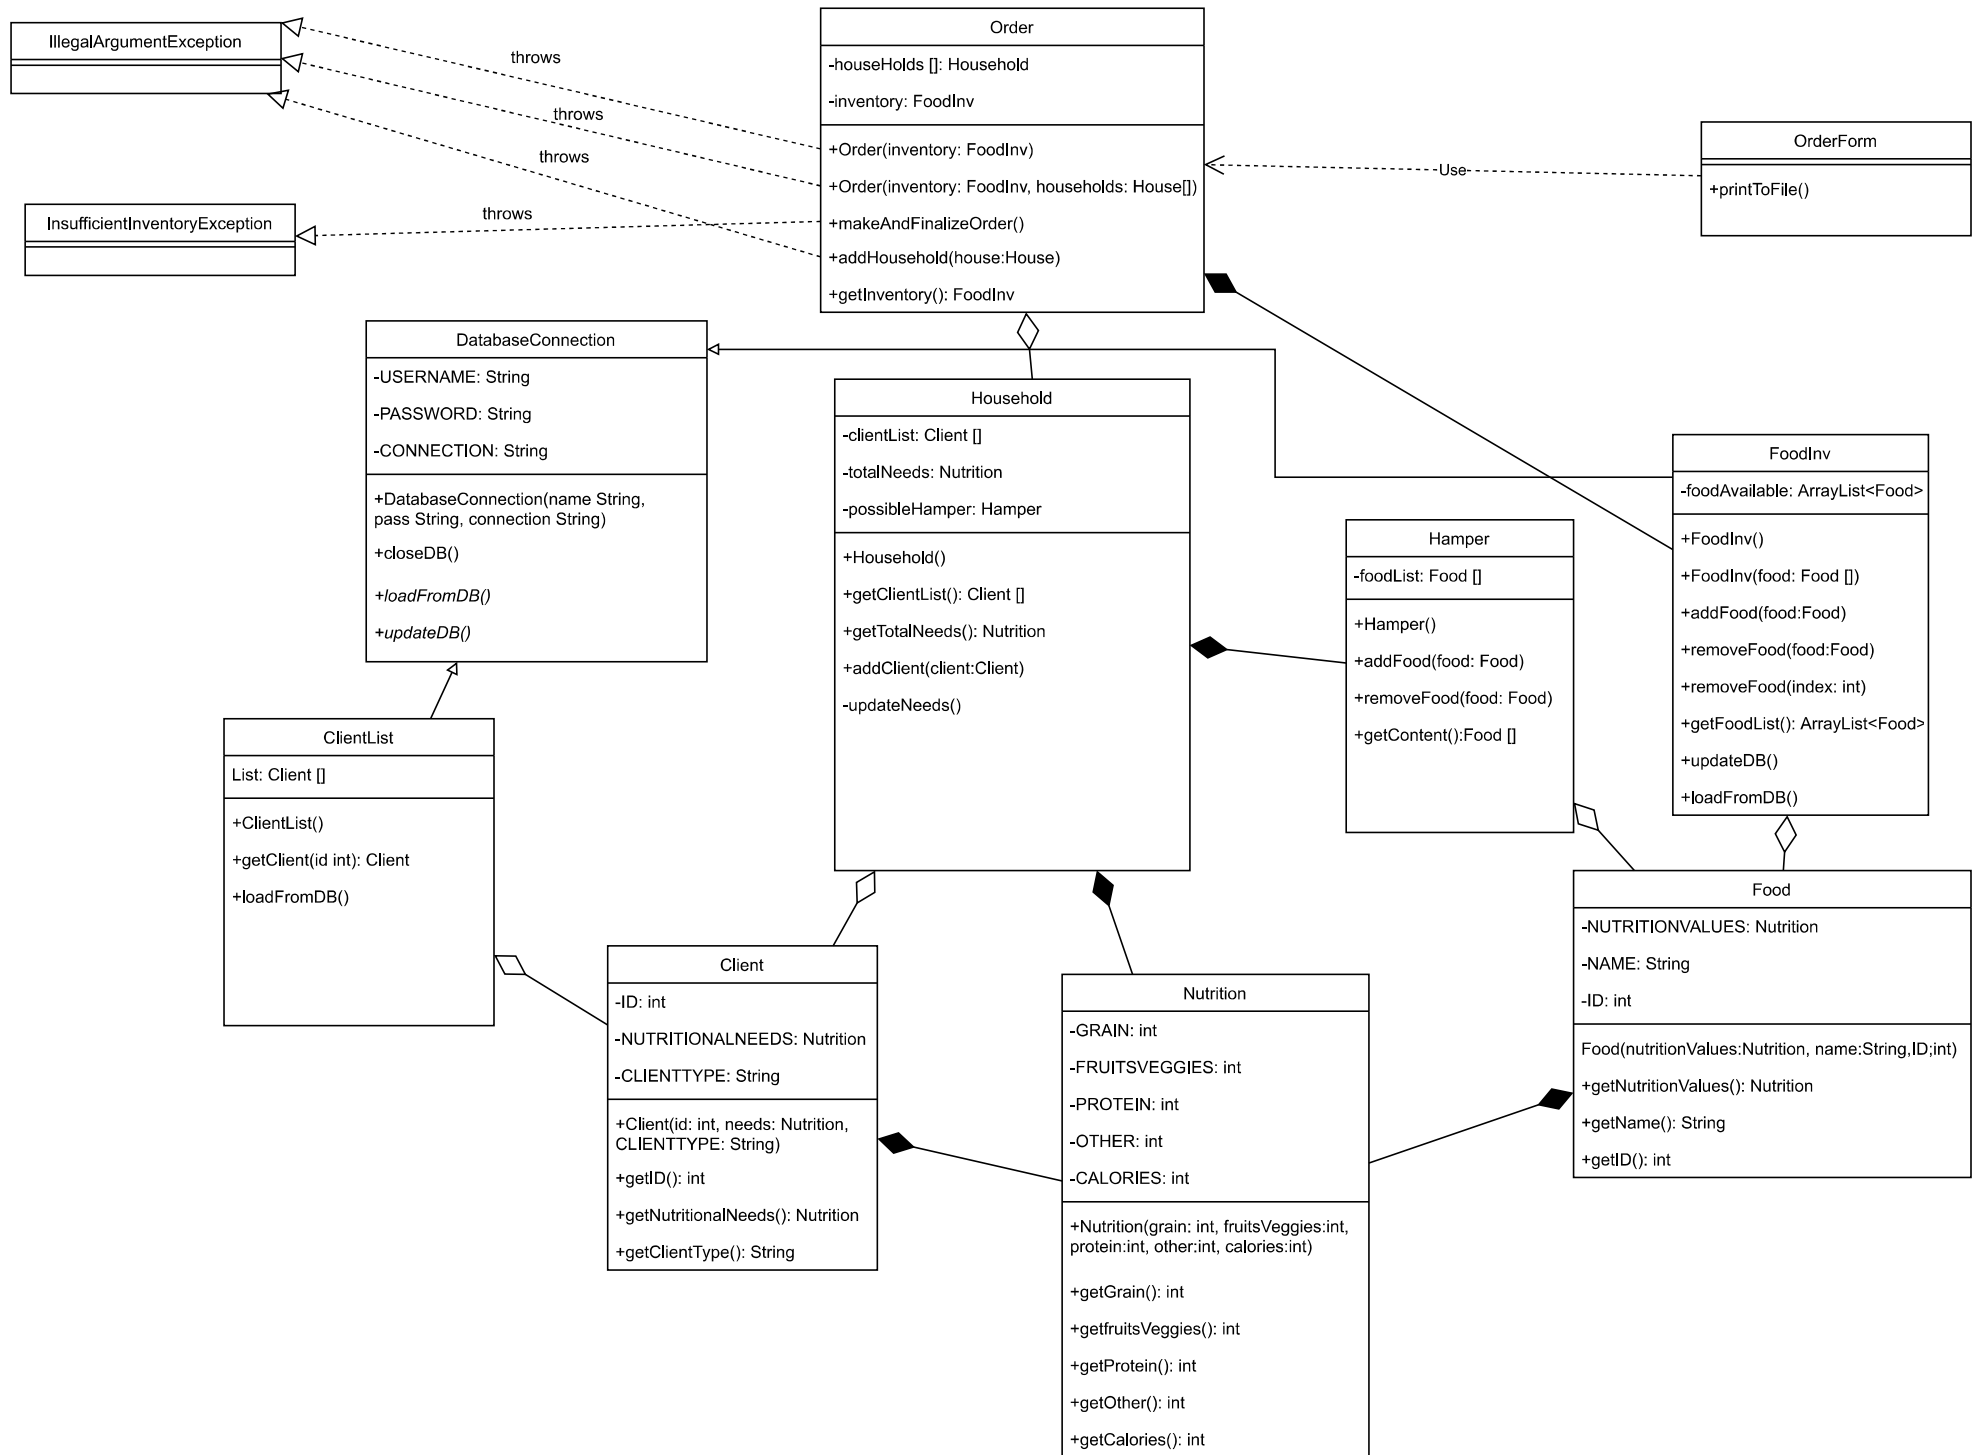 IllegalArgumentException
throws
throws
throws
InsufficientInventoryException
throws
Order
-houseHolds []: Household
-inventory: FoodInv
+Order(inventory: FoodInv)
+Order(inventory: FoodInv, households: House[])
+makeAndFinalizeOrder()
+addHousehold(house:House)
+getInventory(): FoodInv
Use
OrderForm
+printToFile()
DatabaseConnection
-USERNAME: String
-PASSWORD: String
-CONNECTION: String
+DatabaseConnection(name String,
pass String, connection String)
+closeDB()
+loadFromDB()
+updateDB()
Household
-clientList: Client []
-totalNeeds: Nutrition
-possibleHamper: Hamper
+Household()
+getClientList(): Client []
+getTotalNeeds(): Nutrition
+addClient(client:Client)
-updateNeeds()
Hamper
-foodList: Food []
+Hamper()
+addFood(food: Food)
+removeFood(food: Food)
+getContent():Food []
FoodInv
-foodAvailable: ArrayList<Food>
+FoodInv()
+FoodInv(food: Food [])
+addFood(food:Food)
+removeFood(food:Food)
+removeFood(index: int)
+getFoodList(): ArrayList<Food>
+updateDB()
+loadFromDB()
ClientList
List: Client []
+ClientList()
+getClient(id int): Client
+loadFromDB()
Client
-ID: int
-NUTRITIONALNEEDS: Nutrition
-CLIENTTYPE: String
+Client(id: int, needs: Nutrition,
CLIENTTYPE: String)
+getID(): int
+getNutritionalNeeds(): Nutrition
+getClientType(): String
Nutrition
-GRAIN: int
-FRUITSVEGGIES: int
-PROTEIN: int
-OTHER: int
-CALORIES: int
+Nutrition(grain: int, fruitsVeggies:int,
protein:int, other:int, calories:int)
+getGrain(): int
+getfruitsVeggies(): int
+getProtein(): int
+getOther(): int
+getCalories(): int
Food
-NUTRITIONVALUES: Nutrition
-NAME: String
-ID: int
Food(nutritionValues:Nutrition, name:String,ID;int)
+getNutritionValues(): Nutrition
+getName(): String
+getID(): int